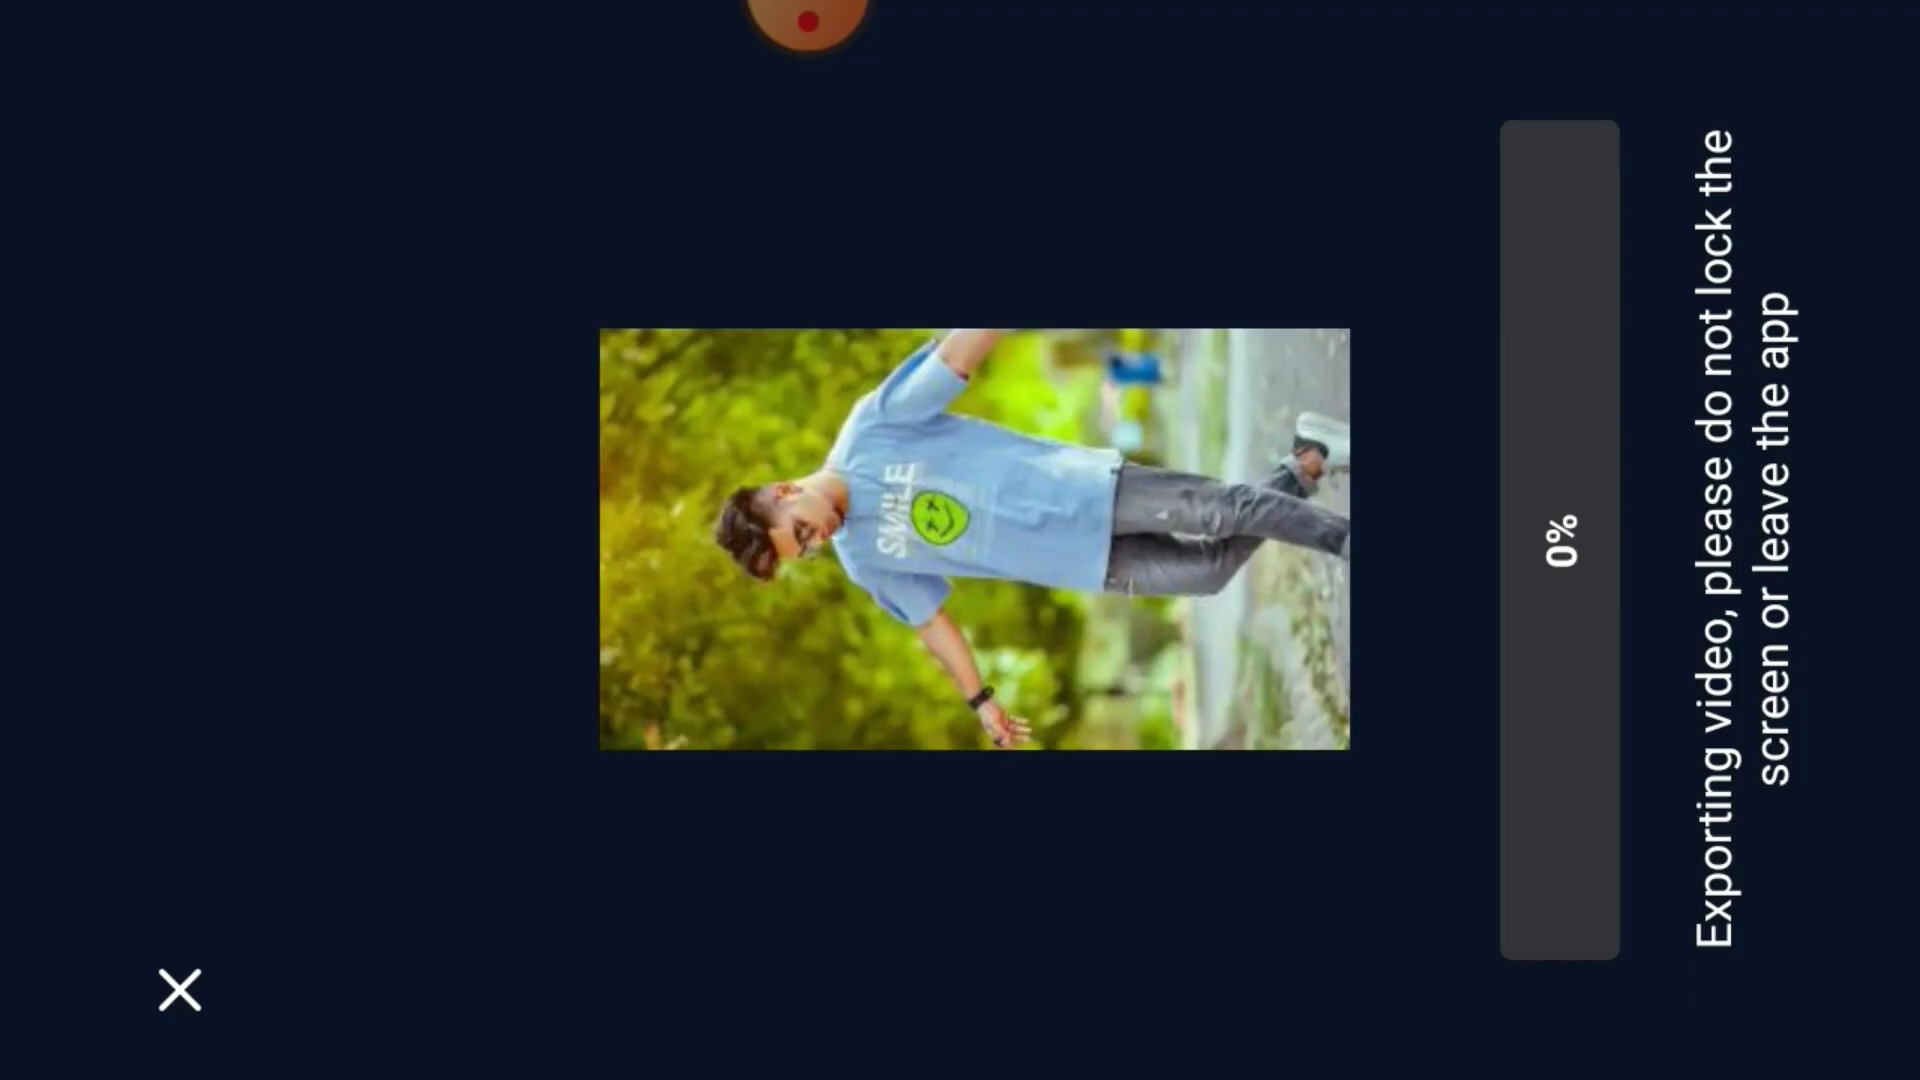 SMILE
0%
Exporting video, please do not lock the
screen or leave the app